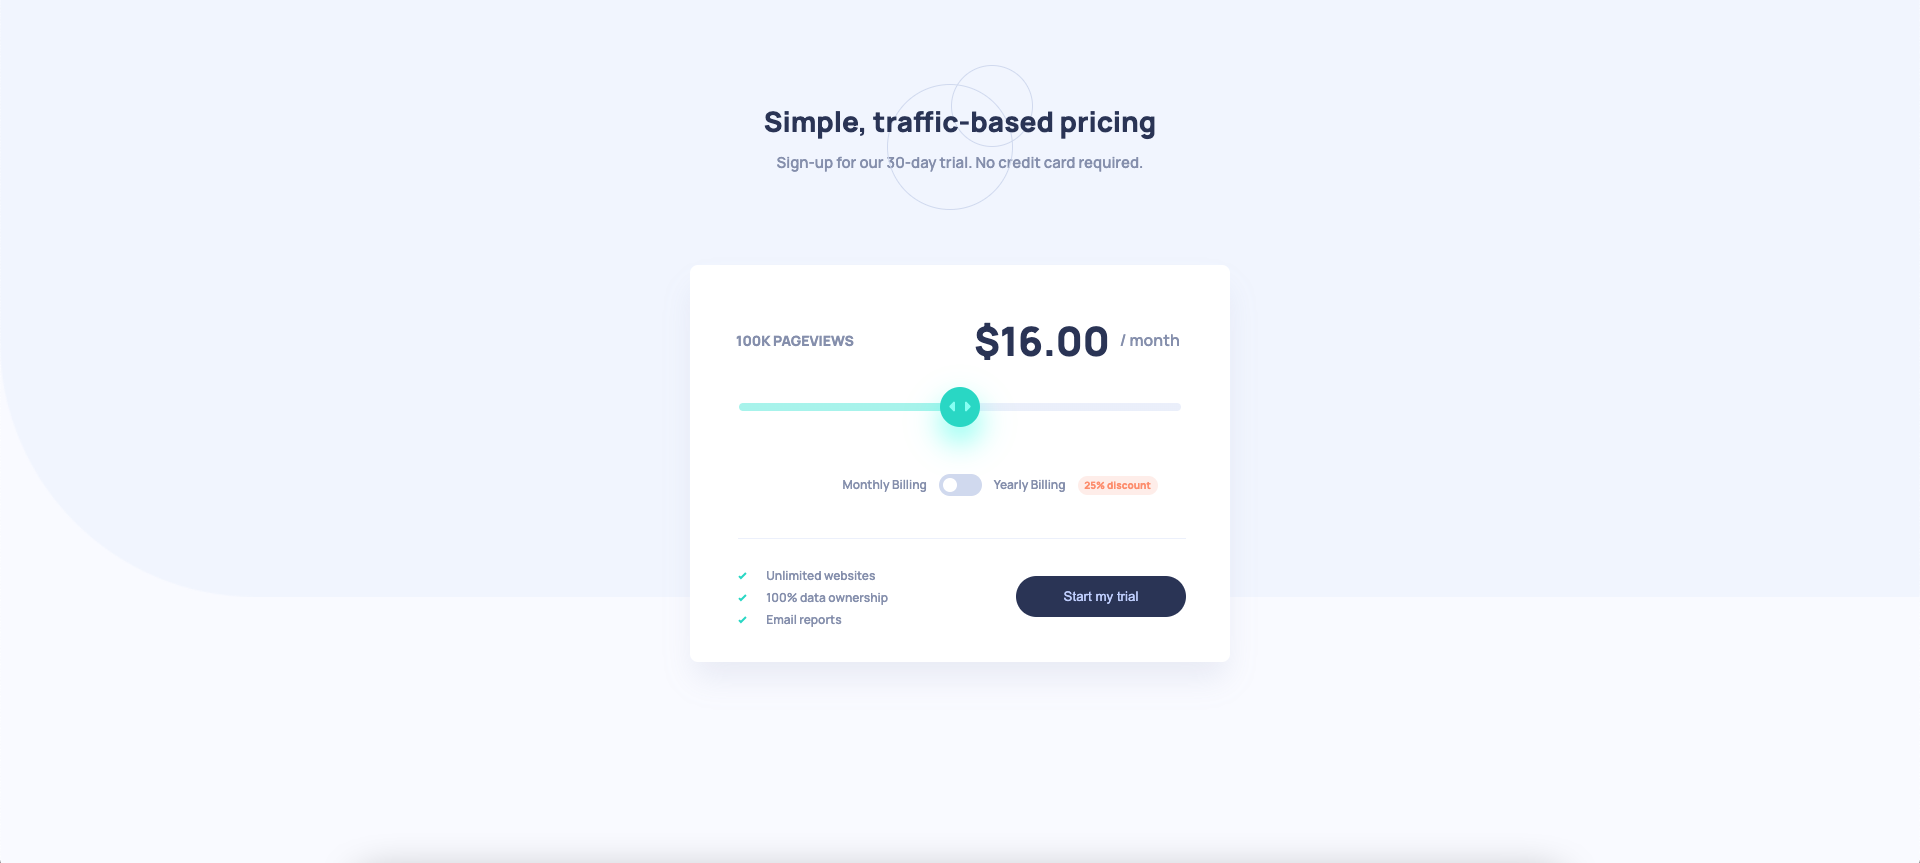 Simple, traffic-based pricing
Sign-up for our 30-day trial. No credit card required.
100K PAGEVIEWS
$16.00 / month
Monthly Billing
Yearly Billing
25% discount
Unlimited websites
100% data ownership
Email reports
Start my trial